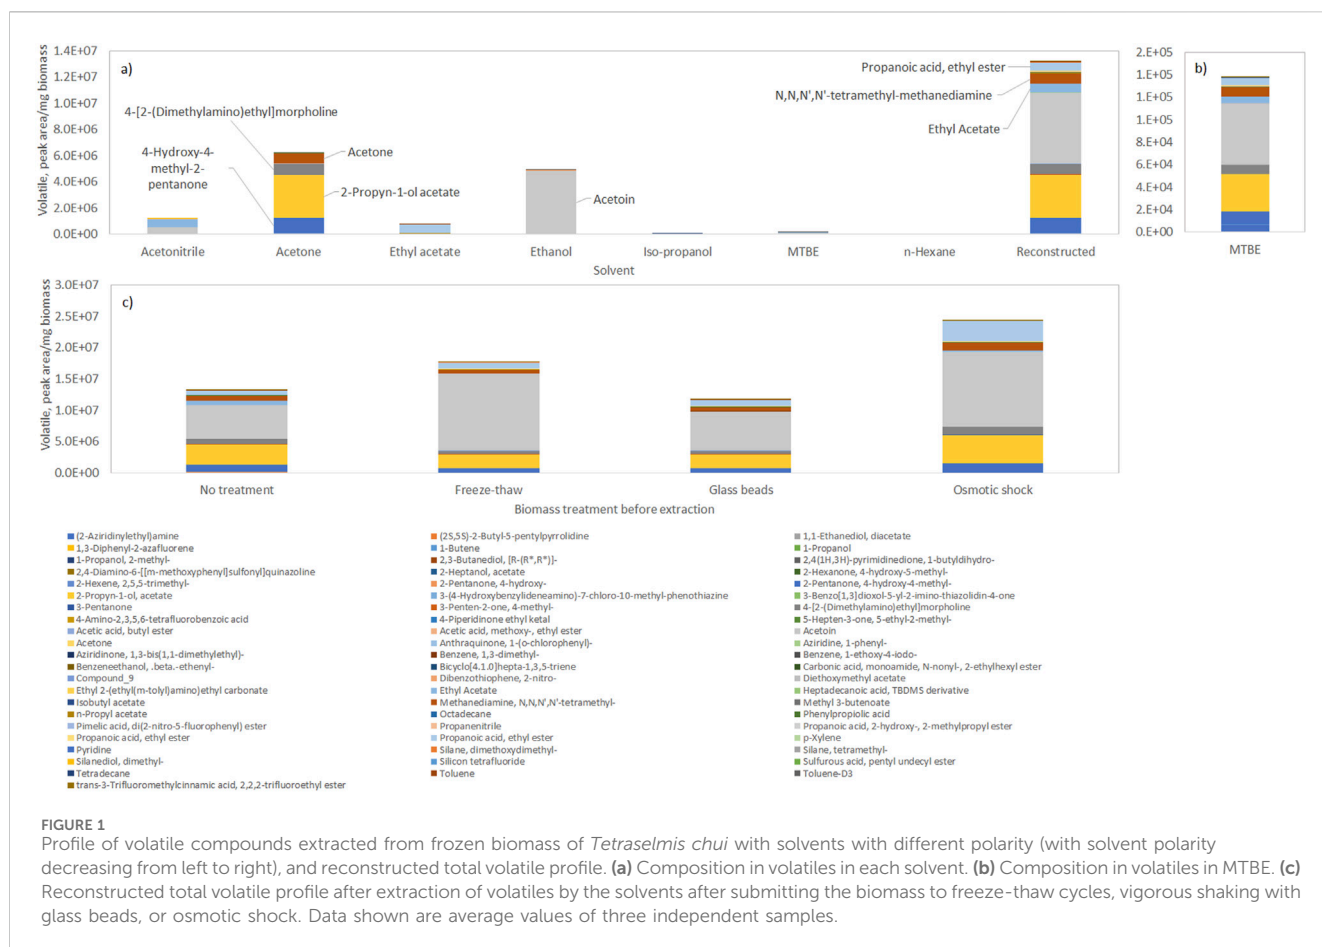 a)
Volatile, peak area/mg biomass
1.4E+07
1.2E+07
1.0E+07
8.0E+06
6.0E+06
4.0E+06
2.0E+06
0.0E+00
4-[2-(Dimethylamino)ethyl]morpholine
4-Hydroxy-4-
methyl-2-
pentanone
Acetone
2-Propyn-1-ol acetate
Acetoin
Propanoic acid, ethyl ester
N,N,N',N'-tetramethyl-methanediamine
Ethyl Acetate
Acetonitrile
Acetone
Ethyl acetate
Ethanol
Iso-propanol
MTBE
n-Hexane
Reconstructed
Solvent
b)
2.E+05
1.E+05
1.E+05
1.E+05
8.E+04
6.E+04
4.E+04
2.E+04
0.E+00
MTBE
c)
Volatile, peak area/mg biomass
3.0E+07
2.5E+07
2.0E+07
1.5E+07
1.0E+07
5.0E+06
0.0E+00
No treatment
Freeze-thaw
Glass beads
Osmotic shock
Biomass treatment before extraction
(2-Aziridinylethyl)amine
(2S,5S)-2-Butyl-5-pentylpyrrolidine
1,1-Ethanediol, diacetate
1,3-Diphenyl-2-azafluorene
1-Butene
1-Propanol
1-Propanol, 2-methyl-
2,3-Butanediol, [R-(R*,R*)]-
2,4(1H,3H)-pyrimidinedione, 1-butyldihydro-
2,4-Diamino-6-[[m-methoxyphenyl]sulfonyl]quinazoline
2-Heptanol, acetate
2-Hexanone, 4-hydroxy-5-methyl-
2-Hexene, 2,5,5-trimethyl-
2-Pentanone, 4-hydroxy-
2-Pentanone, 4-hydroxy-4-methyl-
2-Propyn-1-ol, acetate
3-(4-Hydroxybenzylideneamino)-7-chloro-10-methyl-phenothiazine
3-Benzo[1,3]dioxol-5-yl-2-imino-thiazolidin-4-one
3-Pentanone
3-Penten-2-one, 4-methyl-
4-[2-(Dimethylamino)ethyl]morpholine
4-Amino-2,3,5,6-tetrafluorobenzoic acid
4-Piperidinone ethyl ketal
5-Hepten-3-one, 5-ethyl-2-methyl-
Acetic acid, butyl ester
Acetic acid, methoxy-, ethyl ester
Acetoin
Acetone
Anthraquinone, 1-(o-chlorophenyl)-
Aziridine, 1-phenyl-
Aziridinone, 1,3-bis(1,1-dimethylethyl)-
Benzene, 1,3-dimethyl-
Benzene, 1-ethoxy-4-iodo-
Benzeneethanol, .beta.-ethenyl-
Bicyclo[4.1.0]hepta-1,3,5-triene
Carbonic acid, monoamide, N-nonyl-, 2-ethylhexyl ester
Compound_9
Dibenzothiophene, 2-nitro-
Diethoxymethyl acetate
Ethyl 2-(ethyl(m-tolyl)amino)ethyl carbonate
Ethyl Acetate
Heptadecanoic acid, TBDMS derivative
Isobutyl acetate
Methanediamine, N,N,N',N'-tetramethyl-
Methyl 3-butenoate
n-Propyl acetate
Octadecane
Phenylpropiolic acid
Pimelic acid, di(2-nitro-5-fluorophenyl) ester
Propanenitrile
Propanoic acid, 2-hydroxy-, 2-methylpropyl ester
Propanoic acid, ethyl ester
Propanoic acid, ethyl ester
p-Xylene
Pyridine
Silane, dimethoxydimethyl-
Silane, tetramethyl-
Silanediol, dimethyl-
Silicon tetrafluoride
Sulfurous acid, pentyl undecyl ester
Tetradecane
Toluene
Toluene-D3
trans-3-Trifluoromethylcinnamic acid, 2,2,2-trifluoroethyl ester
FIGURE 1
Profile of volatile compounds extracted from frozen biomass of Tetraselmis chui with solvents with different polarity (with solvent polarity
decreasing from left to right), and reconstructed total volatile profile. (a) Composition in volatiles in each solvent. (b) Composition in volatiles in MTBE. (c)
Reconstructed total volatile profile after extraction of volatiles by the solvents after submitting the biomass to freeze-thaw cycles, vigorous shaking with
glass beads, or osmotic shock. Data shown are average values of three independent samples.